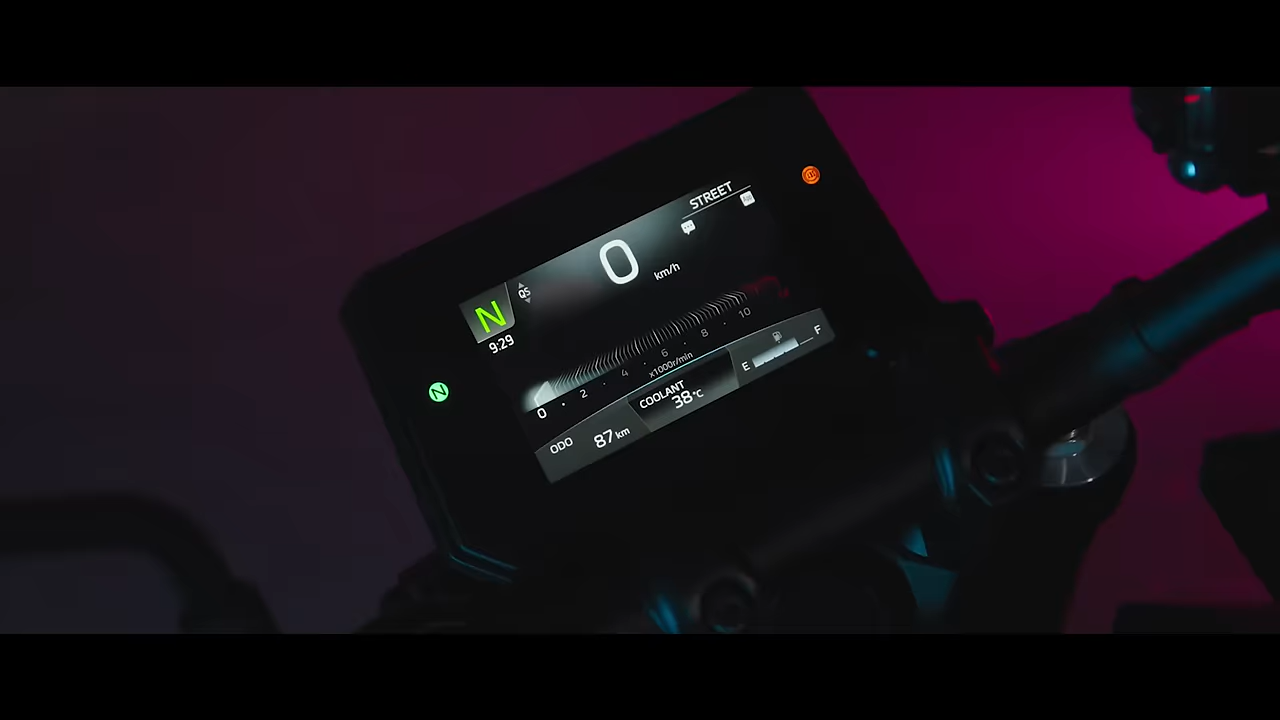 STREET
0 km/h
QS
N
9:29
0 2 4 6 8 10
x1000r/min
COOLANT
38°C
E F
ODO 87 km
N